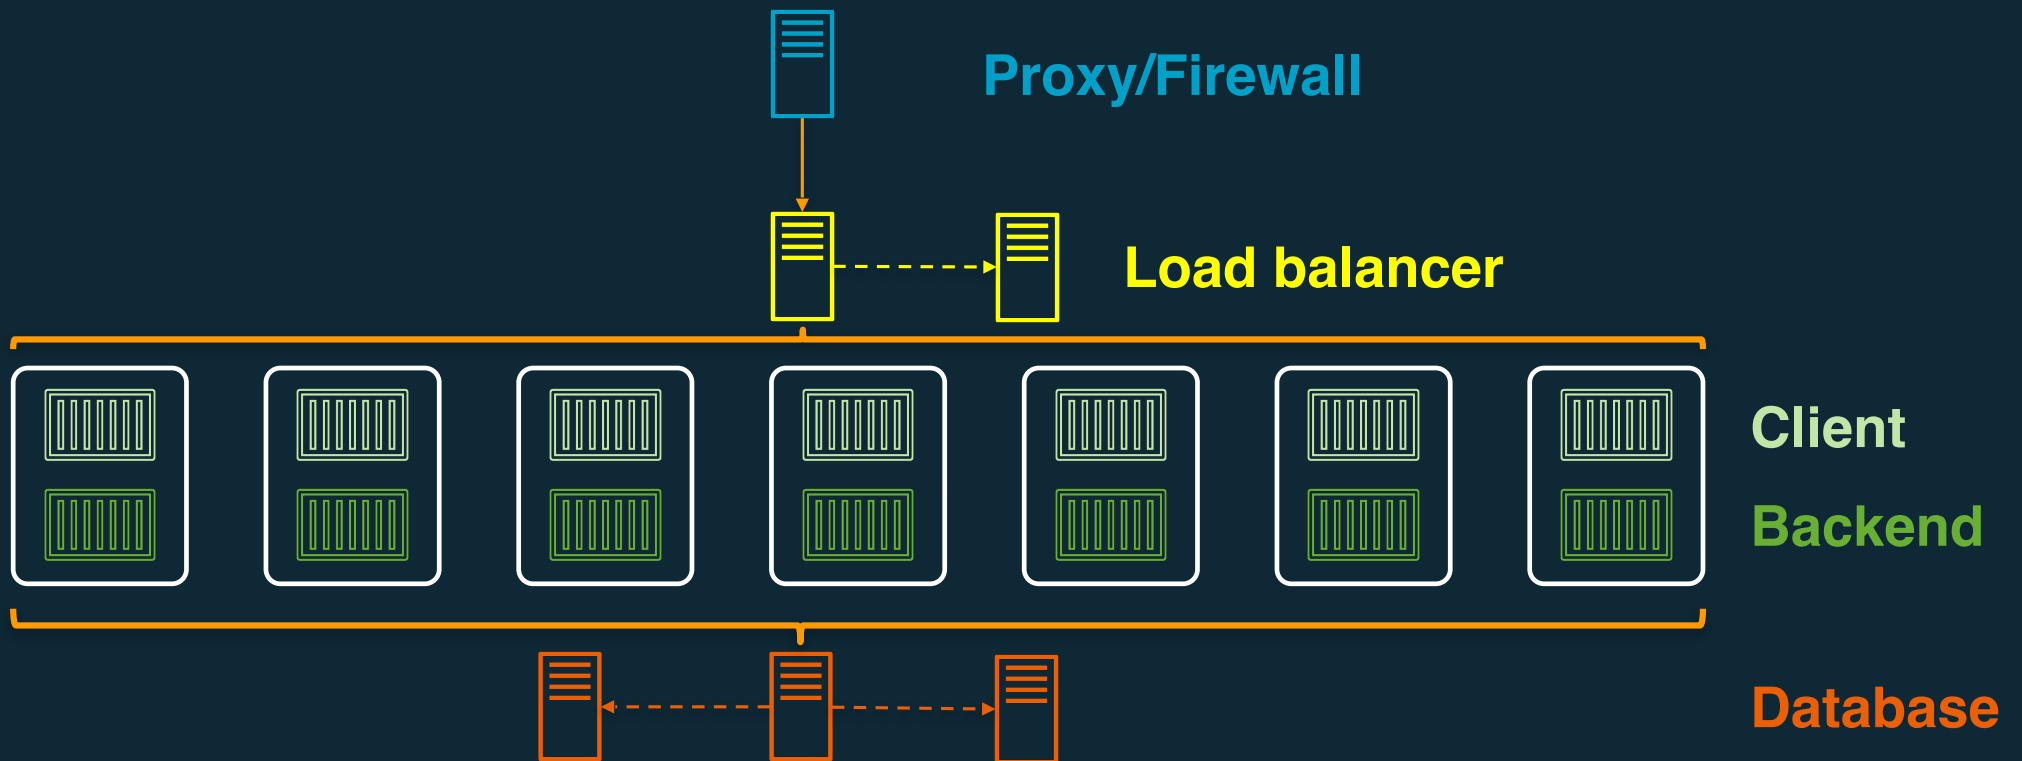 Proxy/Firewall
Load balancer
Client
Backend
Database